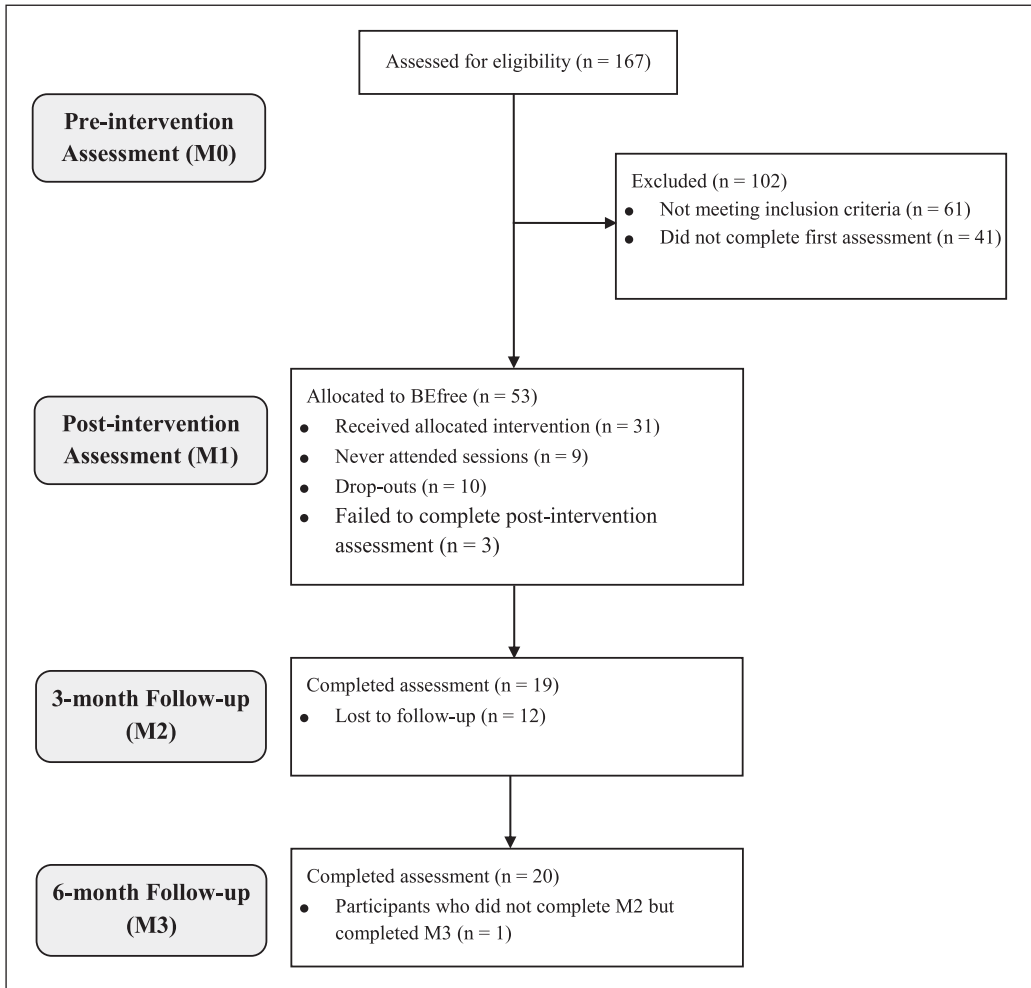 Assessed for eligibility (n = 167)
Pre-intervention
Assessment (M0)
Excluded (n = 102)
● Not meeting inclusion criteria (n = 61)
● Did not complete first assessment (n = 41)
Post-intervention
Assessment (M1)
Allocated to BEfree (n = 53)
● Received allocated intervention (n = 31)
● Never attended sessions (n = 9)
● Drop-outs (n = 10)
● Failed to complete post-intervention
assessment (n = 3)
3-month Follow-up
(M2)
Completed assessment (n = 19)
● Lost to follow-up (n = 12)
6-month Follow-up
(M3)
Completed assessment (n = 20)
● Participants who did not complete M2 but
completed M3 (n = 1)